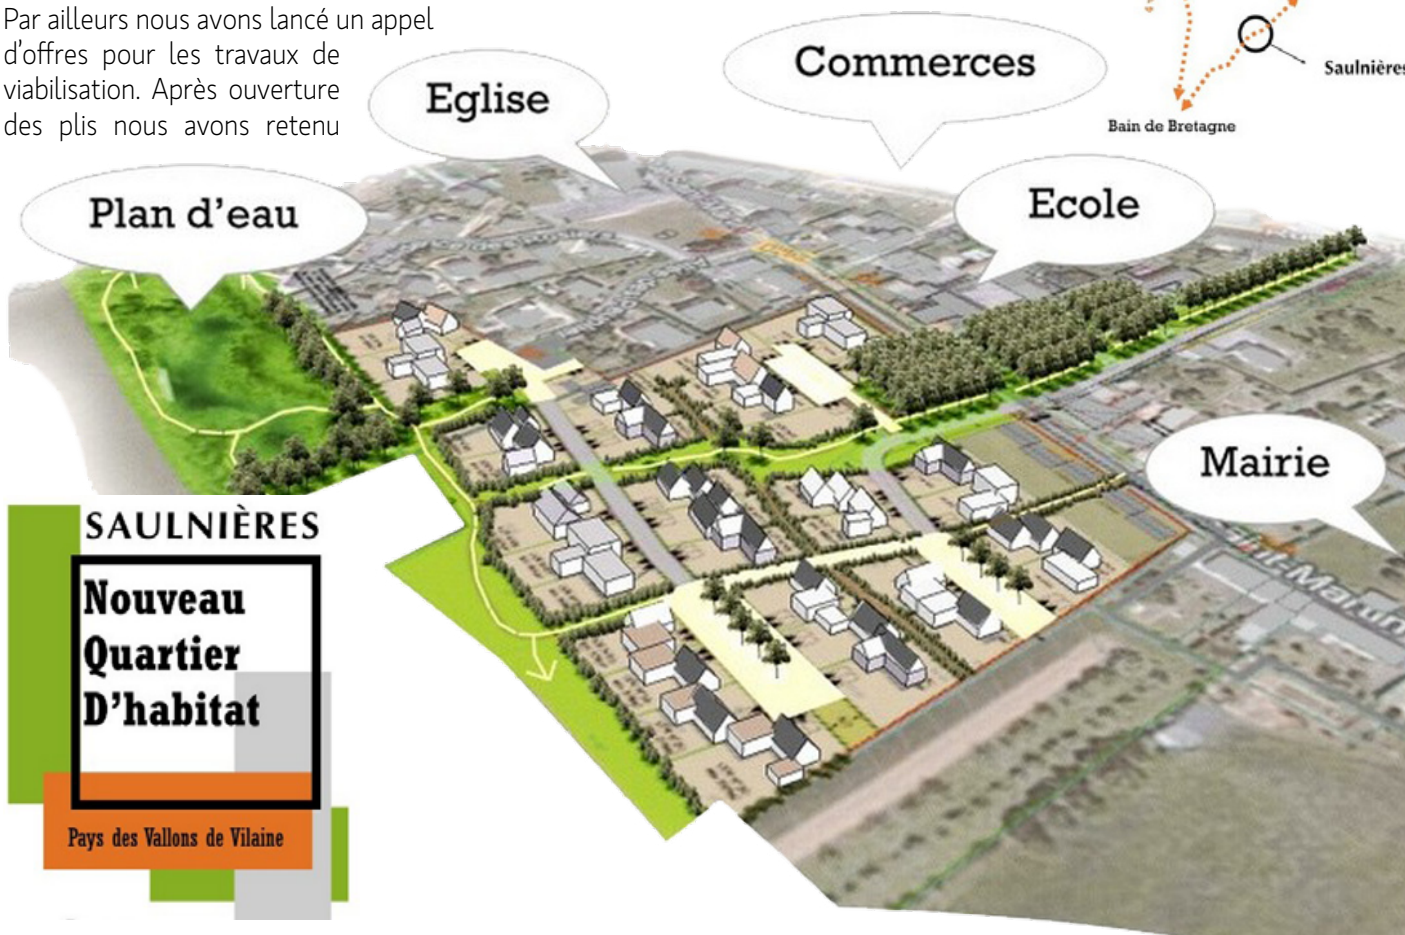 Par ailleurs nous avons lancé un appel
d'offres pour les travaux de
viabilisation. Après ouverture
des plis nous avons retenu
Eglise
Commerces
Saulnières
Bain de Bretagne
Plan d'eau
Ecole
Mairie
SAULNIÈRES
Nouveau
Quartier
D'habitat
Pays des Vallons de Vilaine